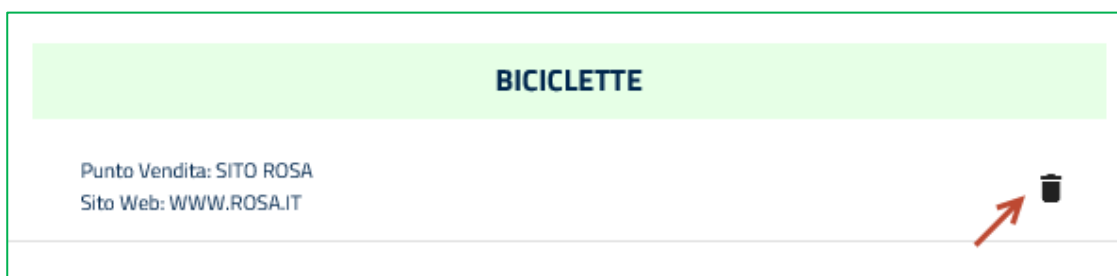 BICICLETTE
Punto Vendita: SITO ROSA
Sito Web: WWW.ROSA.IT